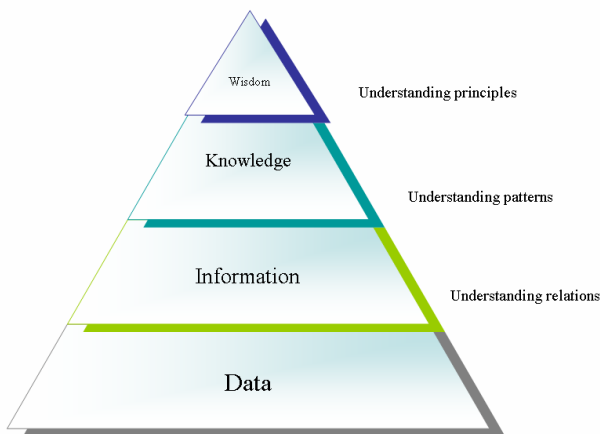 Wisdom
Understanding principles
Knowledge
Understanding patterns
Information
Understanding relations
Data